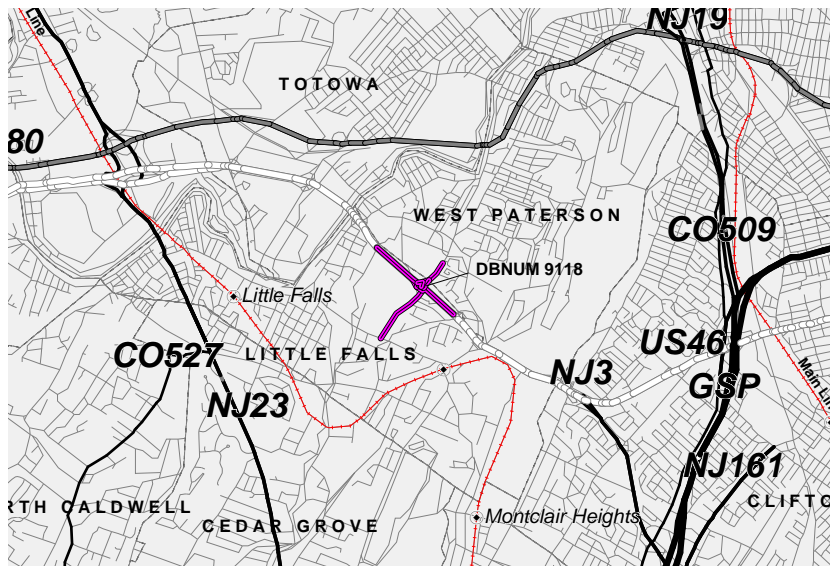 Line
NJ19
TOTOWA
80
WEST PATERSON
CO509
DBNUM 9118
Little Falls
US46
CO527
LITTLE FALLS
NJ3
GSP
Main Lin
NJ23
NJ161
RTH CALDWELL
CLIFTO
Montclair Heights
CEDAR GROVE